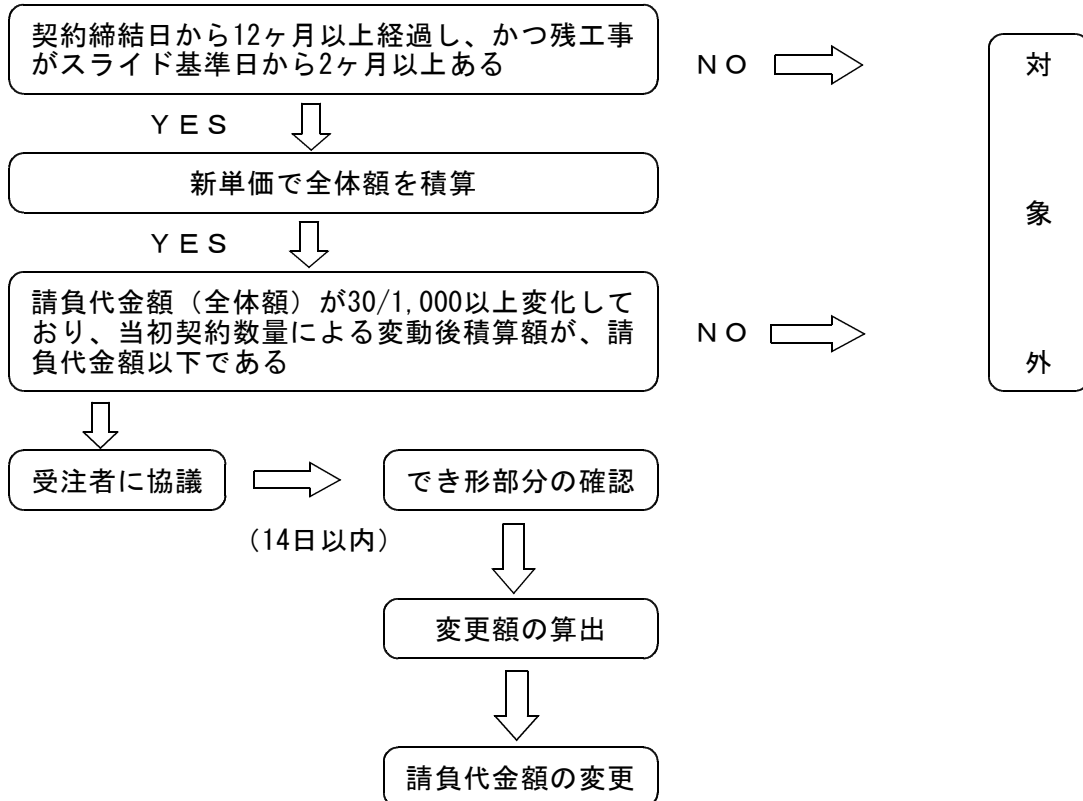 契約締結日から12ヶ月以上経過し、かつ残工事
がスライド基準日から2ヶ月以上ある
ＮＯ
ＹＥＳ
新単価で全体額を積算
ＹＥＳ
請負代金額（全体額）が30/1,000以上変化して
おり、当初契約数量による変動後積算額が、請
負代金額以下である
ＮＯ
対
象
外
受注者に協議
（14日以内）
でき形部分の確認
変更額の算出
請負代金額の変更